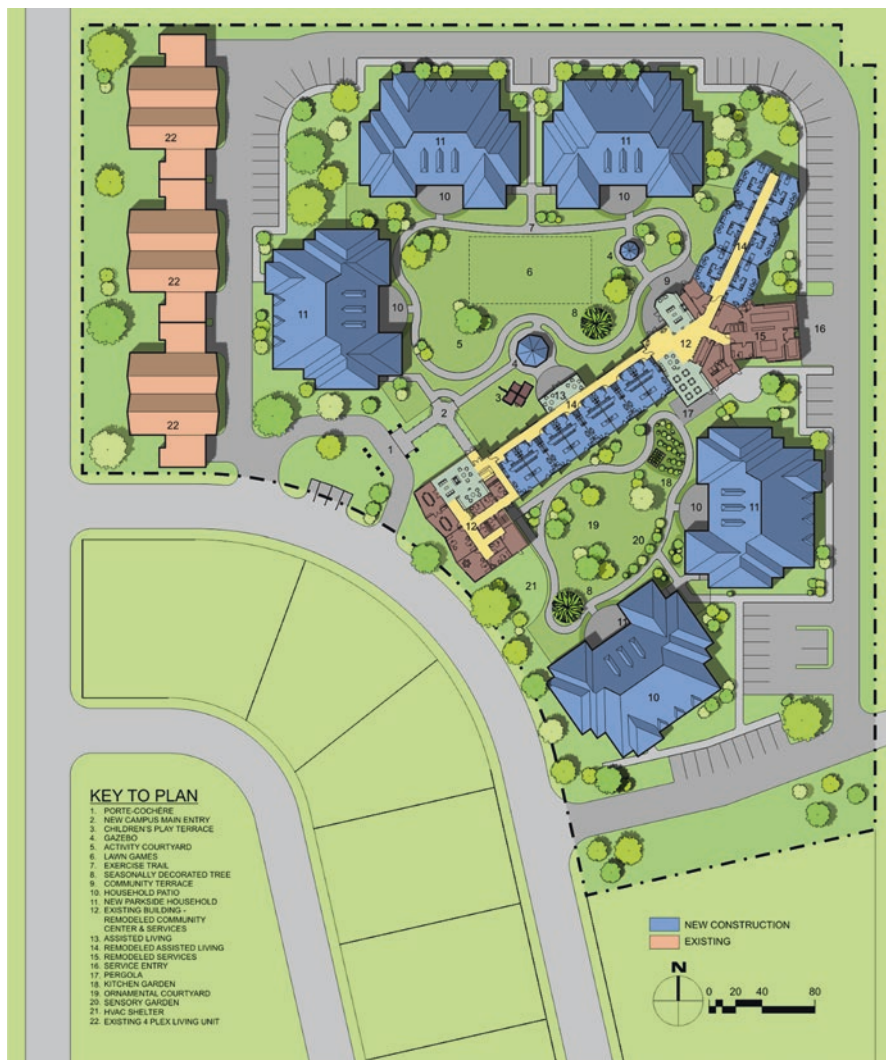 22
11
11
10
10
7
4
14
22
6
9
11
10
8
12
15
16
5
4
13
3
14
2
17
22
1
18
10
11
12
19
20
21
8
11
10
KEY TO PLAN
1. PORTE-COCHÈRE
2. NEW CAMPUS MAIN ENTRY
3. CHILDREN'S PLAY TERRACE
4. GAZEBO
5. ACTIVITY COURTYARD
6. LAWN GAMES
7. EXERCISE TRAIL
8. SEASONALLY DECORATED TREE
9. COMMUNITY TERRACE
10. HOUSEHOLD PATIO
11. NEW PARKSIDE HOUSEHOLD
12. EXISTING BUILDING -
REMODELED COMMUNITY
CENTER & SERVICES
13. ASSISTED LIVING
14. REMODELED ASSISTED LIVING
15. REMODELED SERVICES
16. SERVICE ENTRY
17. PERGOLA
18. KITCHEN GARDEN
19. ORNAMENTAL COURTYARD
20. SENSORY GARDEN
21. HVAC SHELTER
22. EXISTING 4 PLEX LIVING UNIT
NEW CONSTRUCTION
EXISTING
N
0 20 40 80